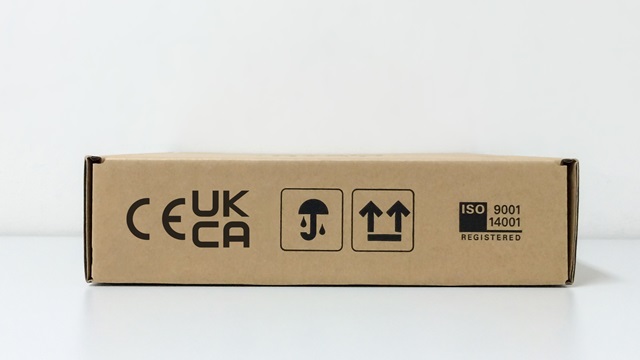 CE
UK
CA
ISO 9001
14001
REGISTERED